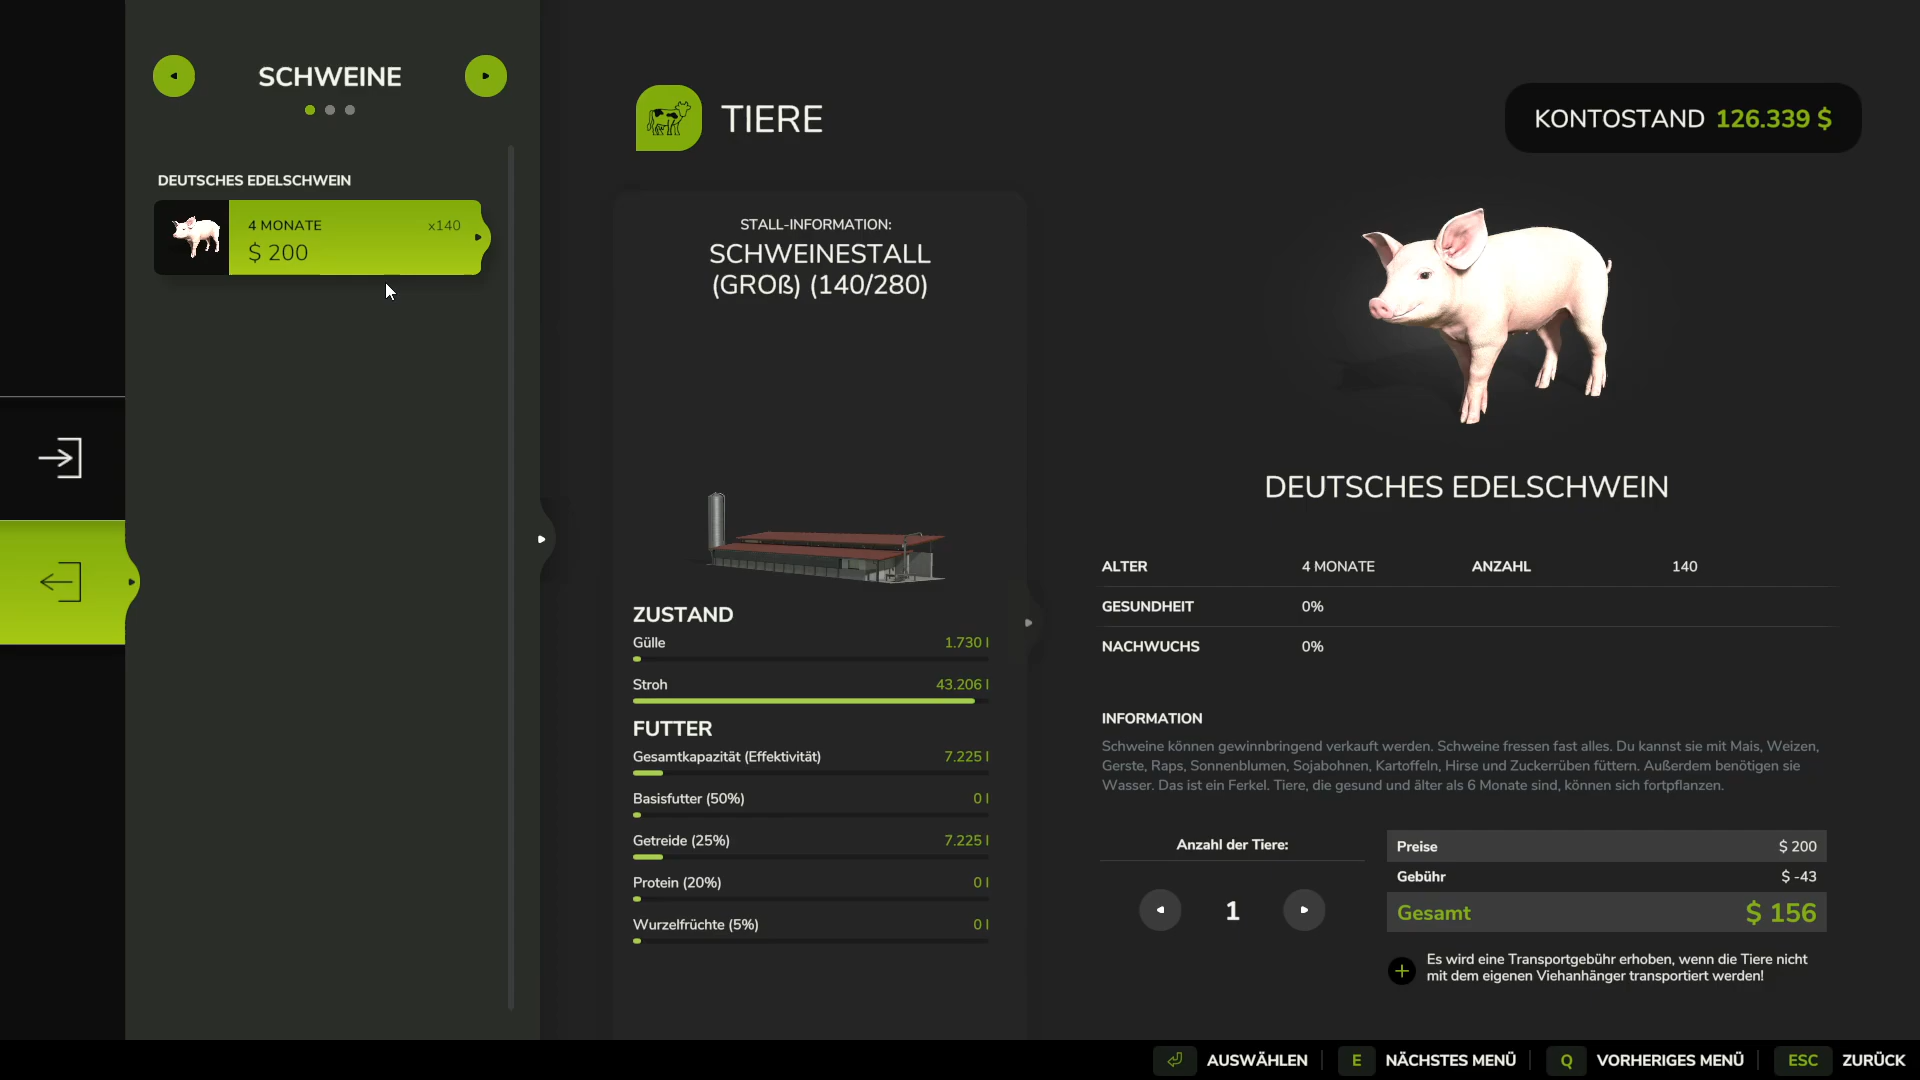 SCHWEINE
DEUTSCHES EDELSCHWEIN
4 MONATE x140
$ 200
TIERE
KONTOSTAND 126.339 $
STALL-INFORMATION:
SCHWEINESTALL
(GROß) (140/280)
ZUSTAND
Gülle 1.730 l
Stroh 43.206 l
FUTTER
Gesamtkapazität (Effektivität) 7.225 l
Basisfutter (50%) 0 l
Getreide (25%) 7.225 l
Protein (20%) 0 l
Wurzelfrüchte (5%) 0 l
DEUTSCHES EDELSCHWEIN
ALTER 4 MONATE ANZAHL 140
GESUNDHEIT 0%
NACHWUCHS 0%
INFORMATION
Schweine können gewinnbringend verkauft werden. Schweine fressen fast alles. Du kannst sie mit Mais, Weizen,
Gerste, Raps, Sonnenblumen, Sojabohnen, Kartoffeln, Hirse und Zuckerrüben füttern. Außerdem benötigen sie
Wasser. Das ist ein Ferkel. Tiere, die gesund und älter als 6 Monate sind, können sich fortpflanzen.
Anzahl der Tiere:
1
Preise $ 200
Gebühr $ -43
Gesamt $ 156
Es wird eine Transportgebühr erhoben, wenn die Tiere nicht
mit dem eigenen Viehanhänger transportiert werden!
AUSWÄHLEN E NÄCHSTES MENÜ Q VORHERIGES MENÜ ESC ZURÜCK